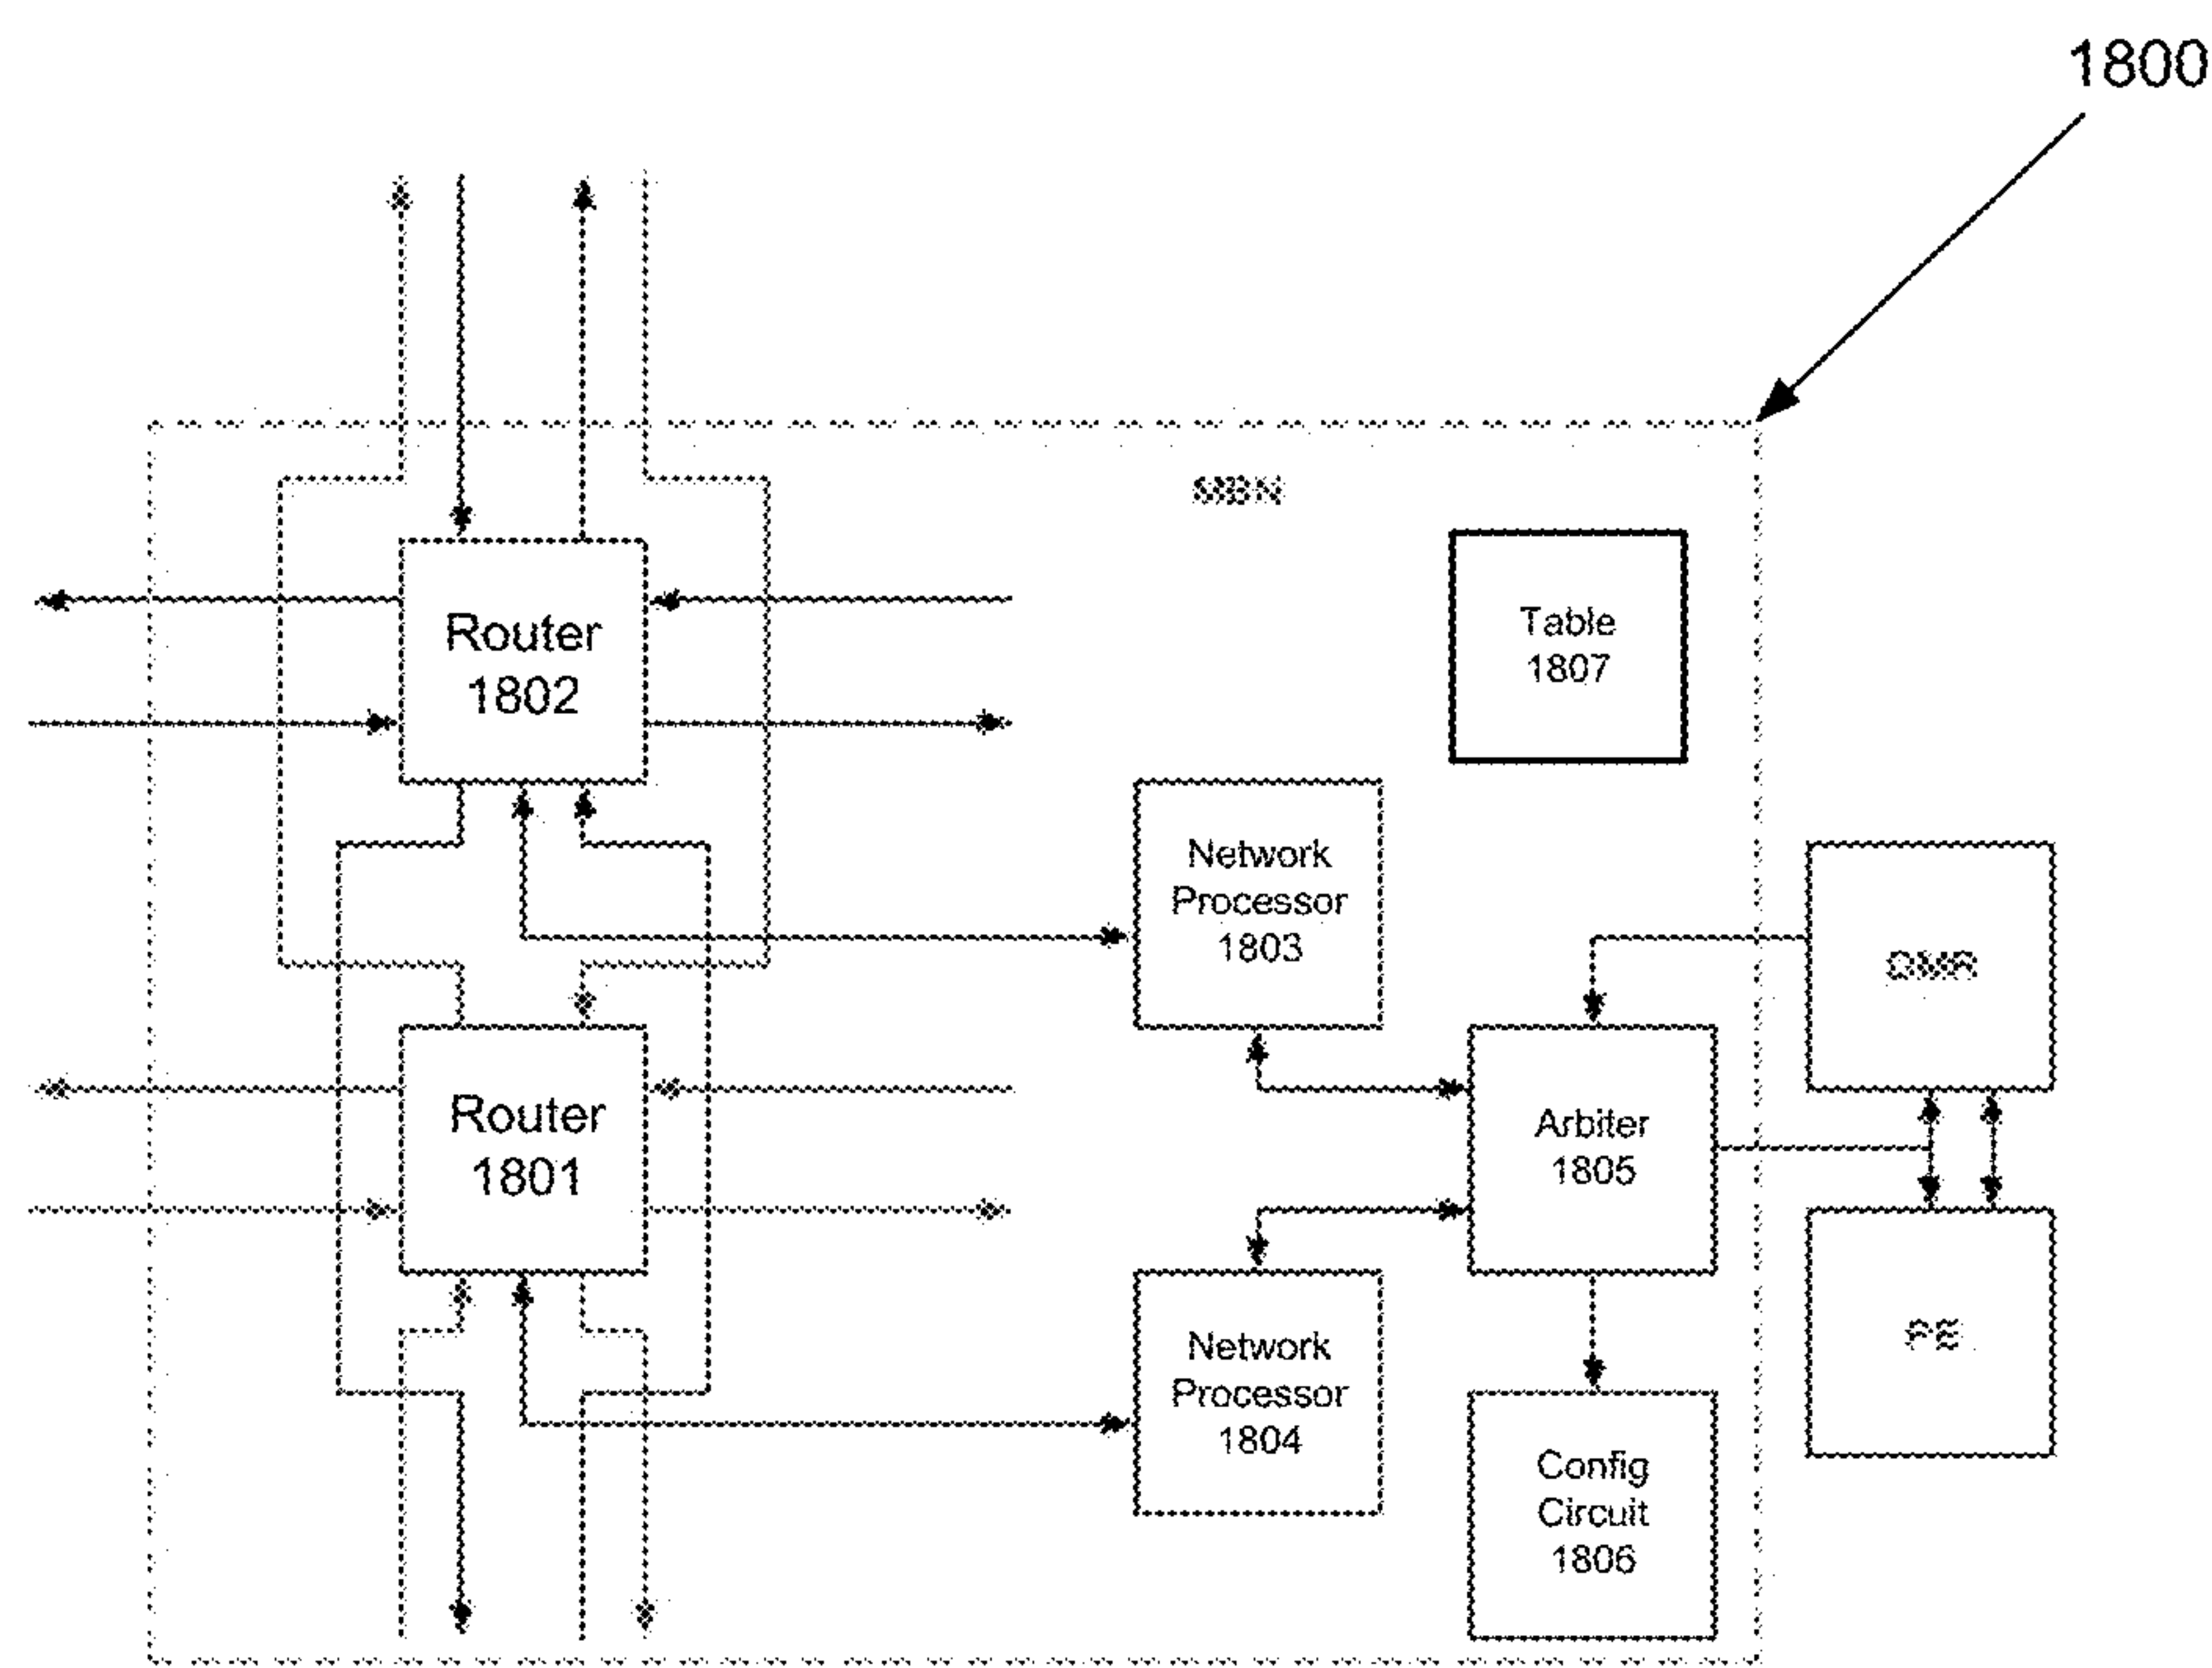 1800
MBN
Table
1807
Router
1802
Network
Processor
1803
Router
1801
Arbiter
1805
PE
Network
Processor
1804
Config
Circuit
1806